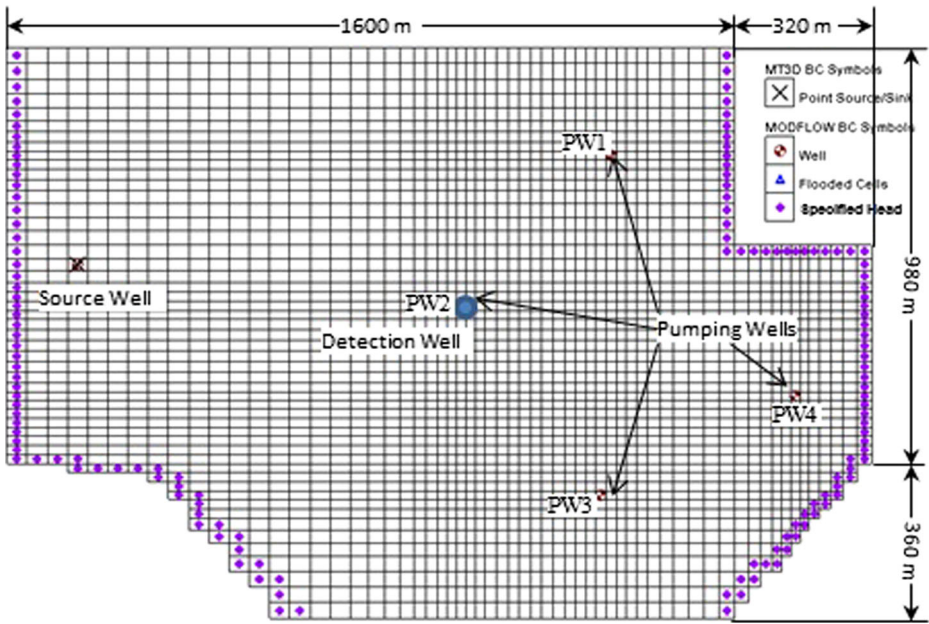 1600 m
320 m
MT3D BC Symbols
Point Source/Sink
MODFLOW BC Symbols
Well
Flooded Cells
Specified Head
PW1
980 m
Source Well
PW2
Detection Well
Pumping Wells
PW4
PW3
360 m